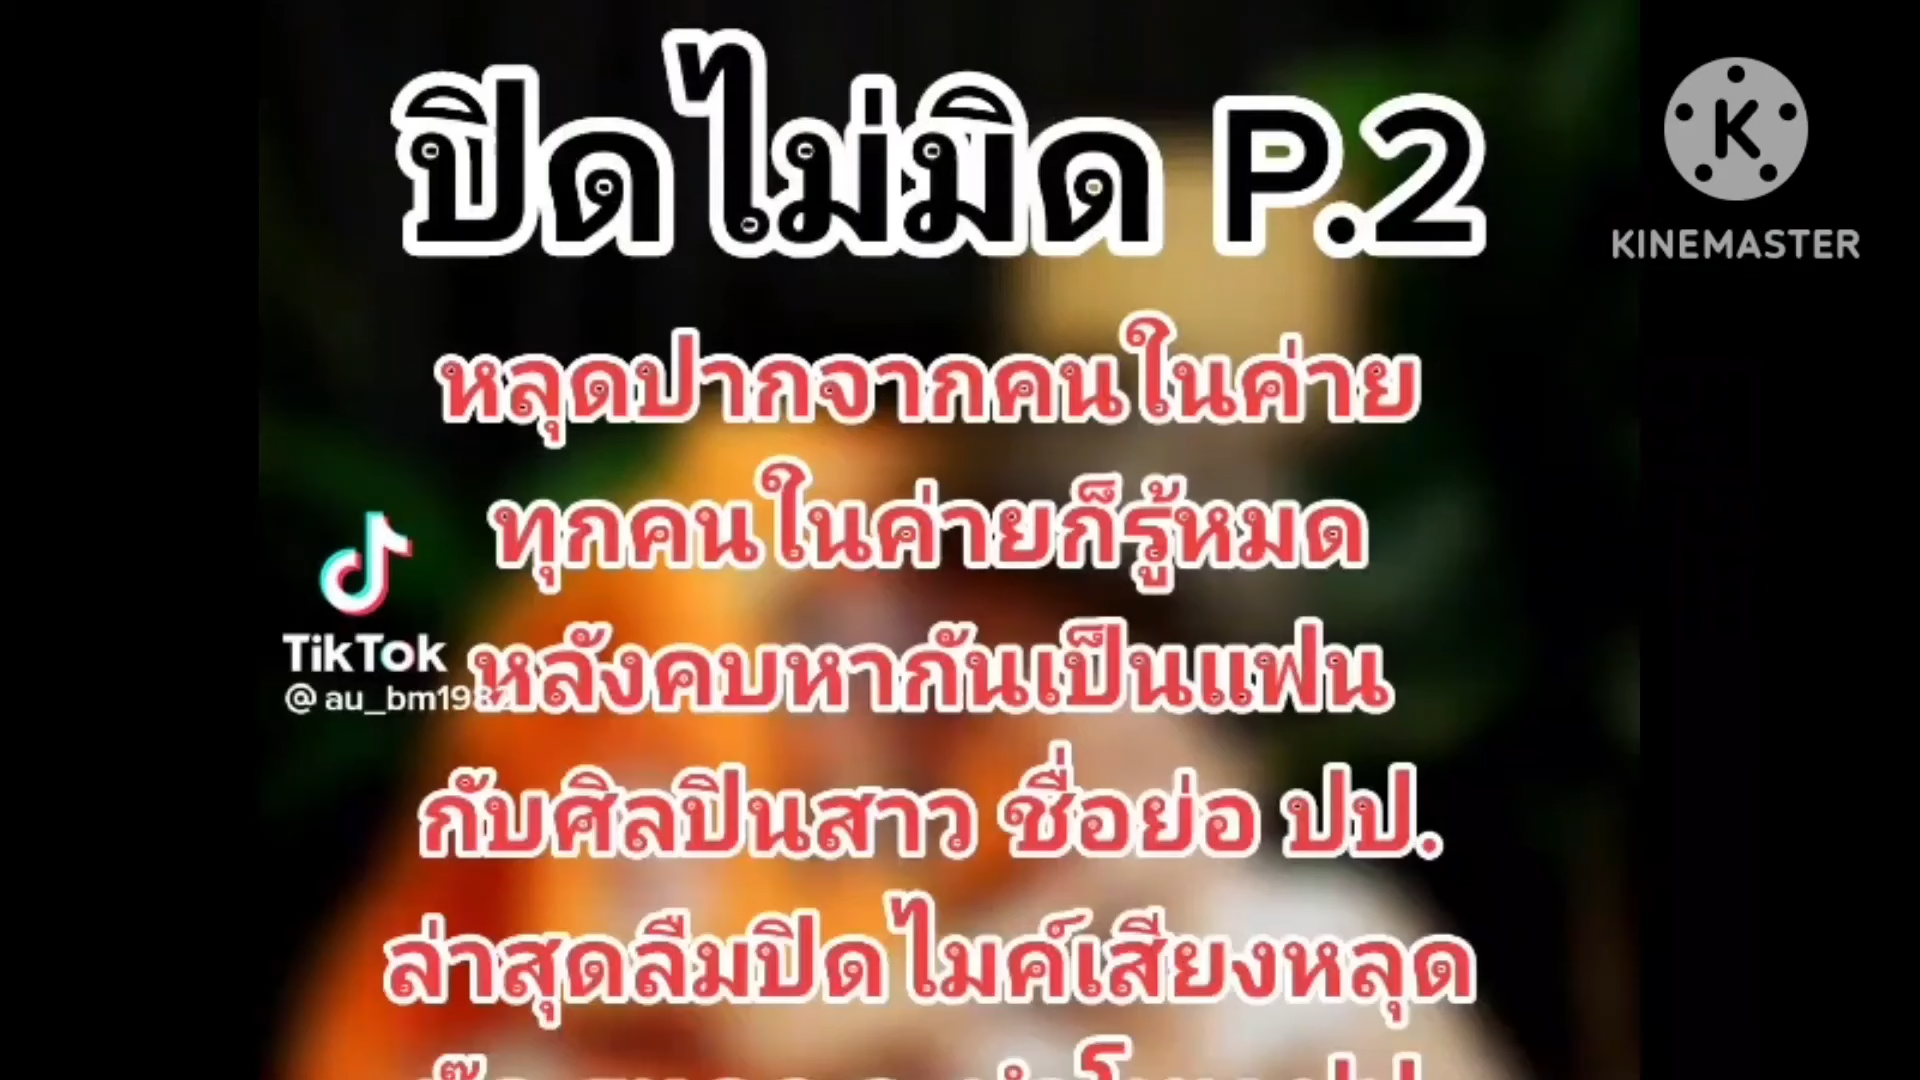 ปิดไม่มิด P.2
KINEMASTER
หลุดปากจากคนในค่าย
ทุกคนในค่ายก็รู้หมด
หลังคบหากันเป็นแฟน
กับศิลปินสาว ชื่อย่อ ปป.
ล่าสุดลืมปิดไมค์เสียงหลุด
TikTok
@au_bm1982